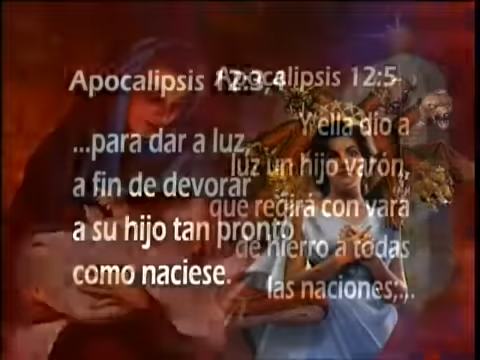 Apocalipsis 12:3,4
...para dar a luz,
a fin de devorar
a su hijo tan pronto
como naciese.
Apocalipsis 12:5
Y ella dio a
luz un hijo varón,
que regirá con vara
de hierro a todas
las naciones;...